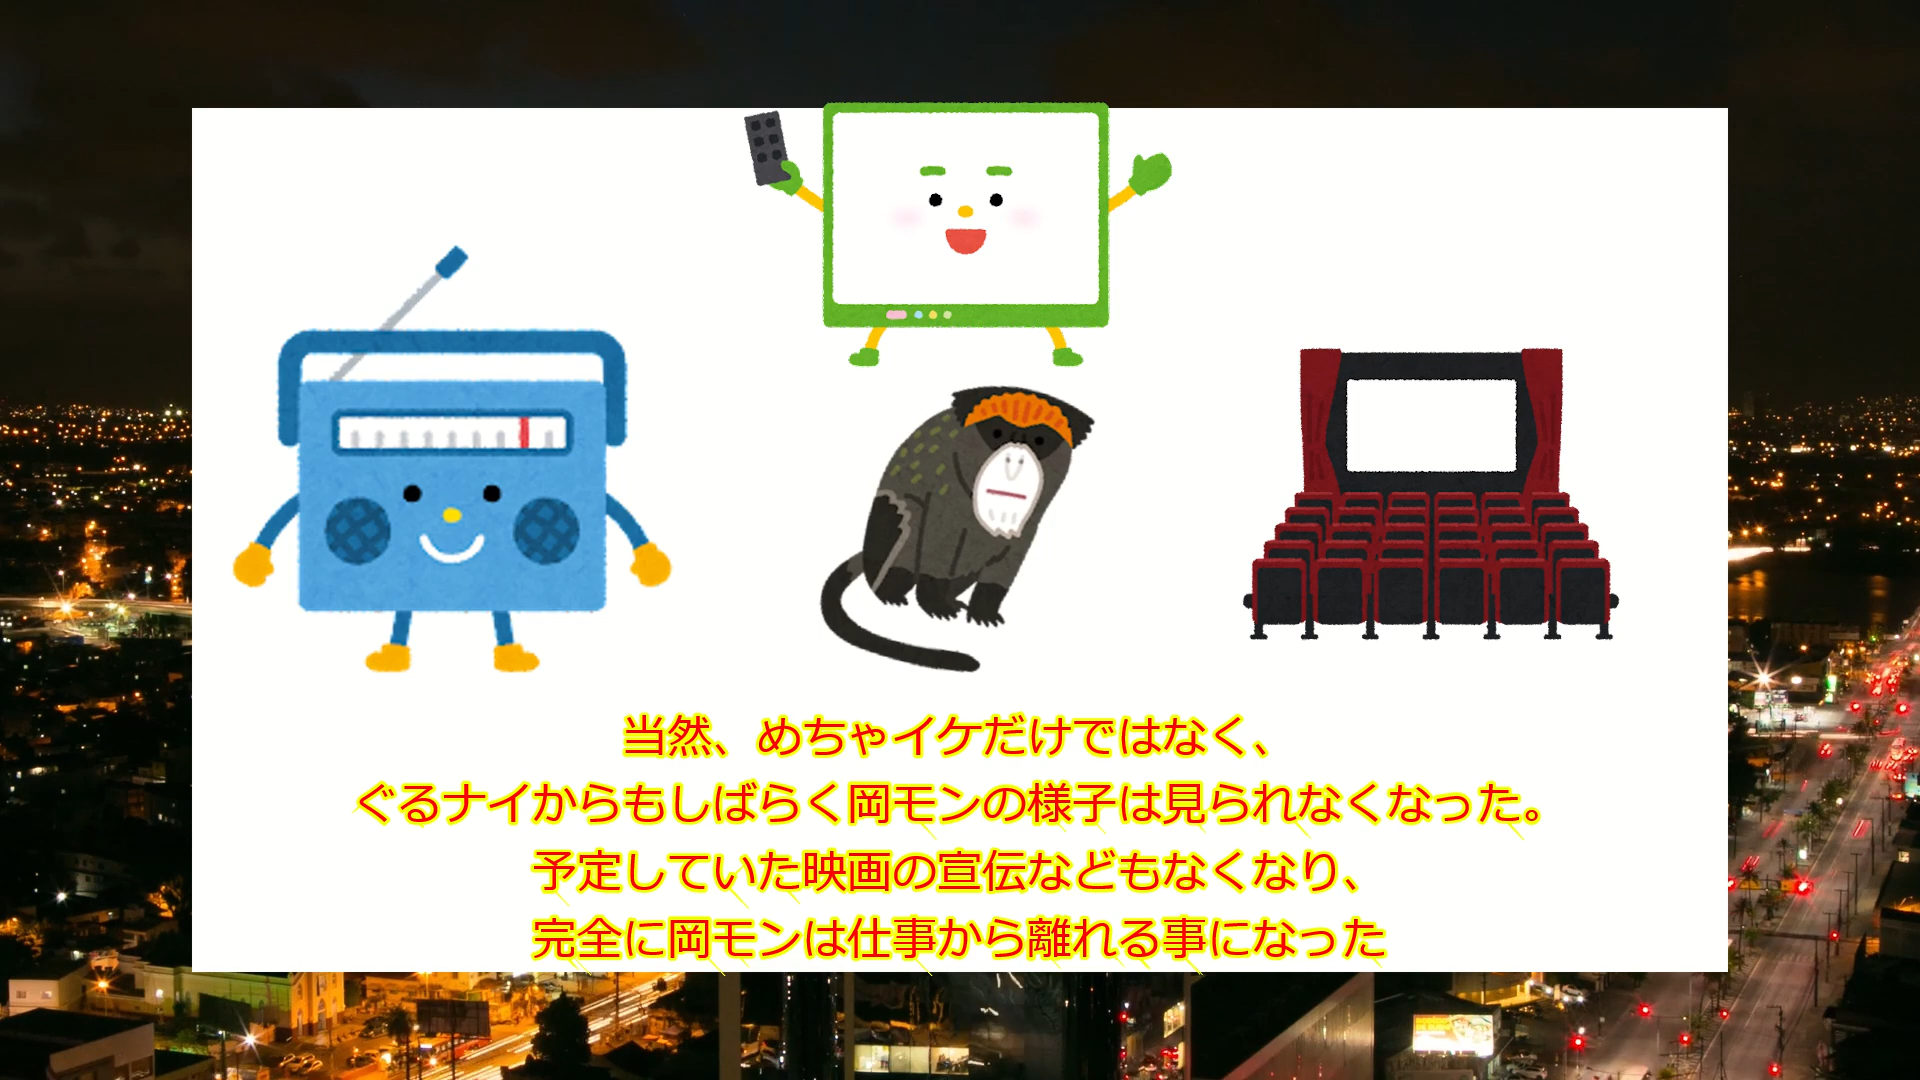 当然、めちゃイケだけではなく、
ぐるナイからもしばらく岡モンの様子は見られなくなった。
予定していた映画の宣伝などもなくなり、
完全に岡モンは仕事から離れる事になった